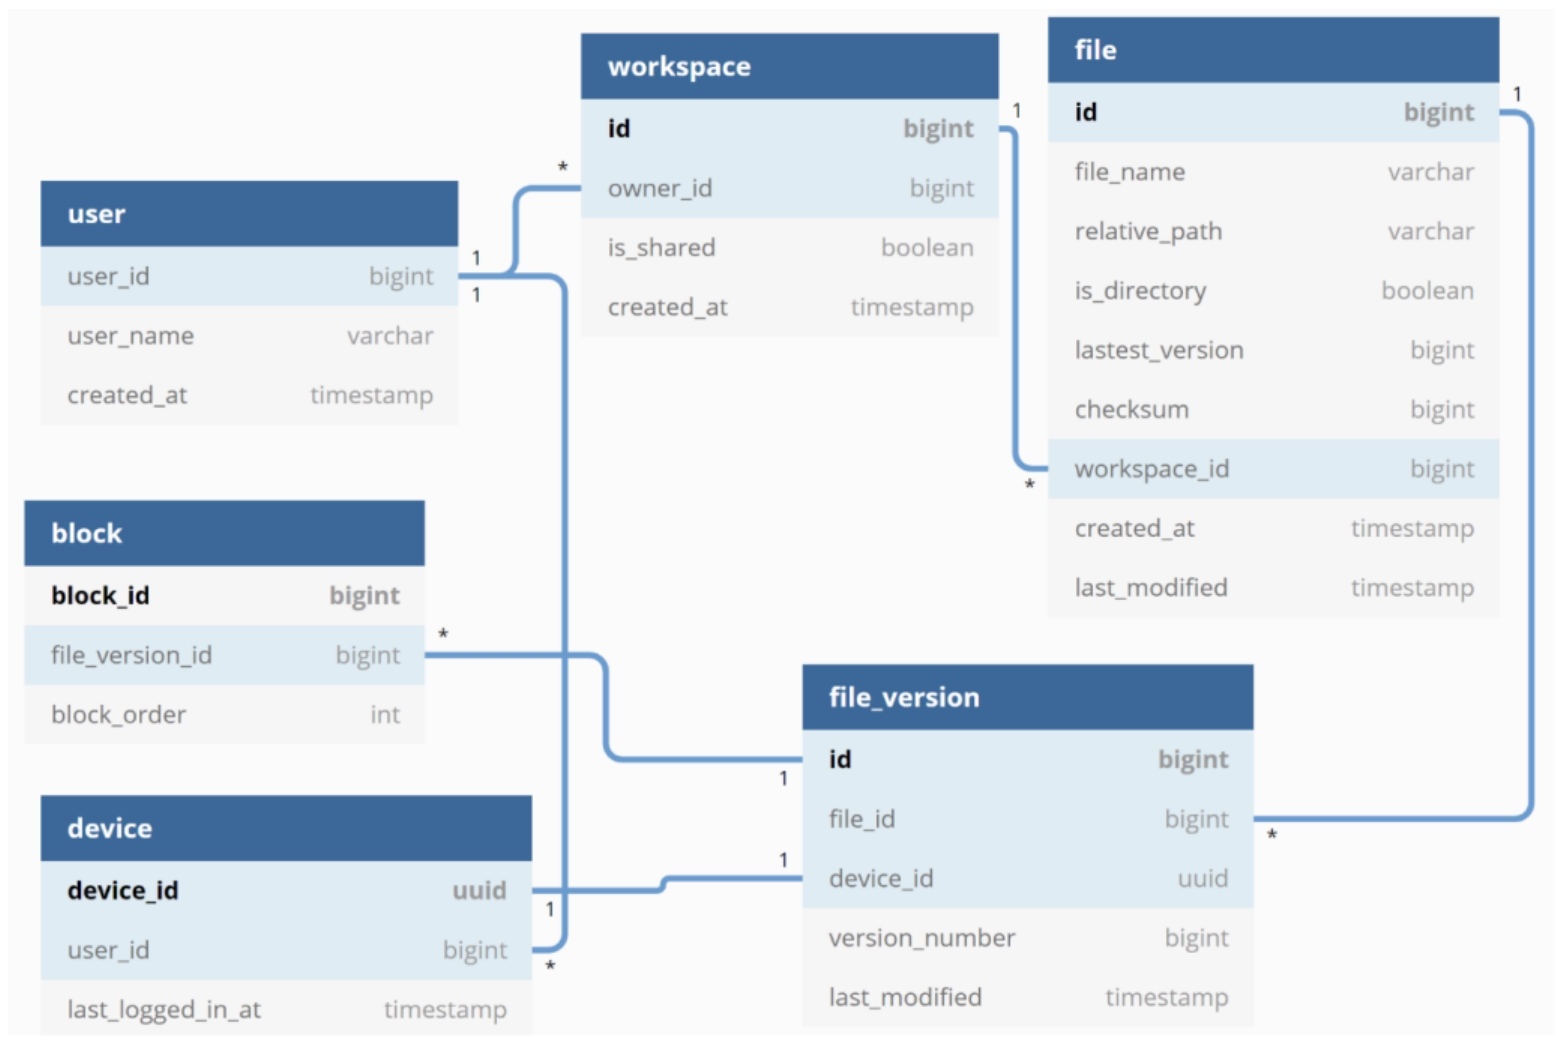 workspace
id bigint
owner_id bigint
is_shared boolean
created_at timestamp
1
*
file
id bigint
file_name varchar
relative_path varchar
is_directory boolean
lastest_version bigint
checksum bigint
workspace_id bigint
created_at timestamp
last_modified timestamp
1
*
user
user_id bigint
user_name varchar
created_at timestamp
1
1
block
block_id bigint
file_version_id bigint
block_order int
*
device
device_id uuid
user_id bigint
last_logged_in_at timestamp
1
*
file_version
id bigint
file_id bigint
device_id uuid
version_number bigint
last_modified timestamp
1
1
*